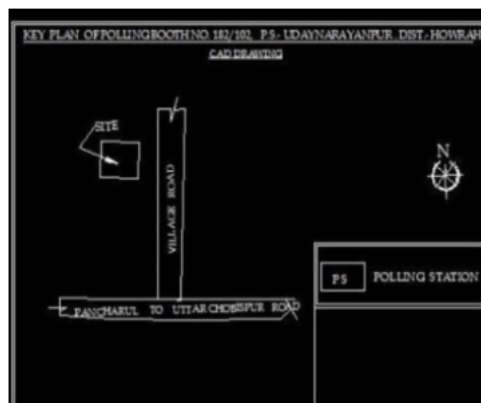 KEY PLAN OF POLLING BOOTH NO. 182/102, P.S.- UDAYNARAYANPUR, DIST.- HOWRAH
CAD DRAWING
SITE
N
VILLAGE ROAD
PS POLLING STATION
PANCHARUL TO UTTAR CHOBISPUR ROAD